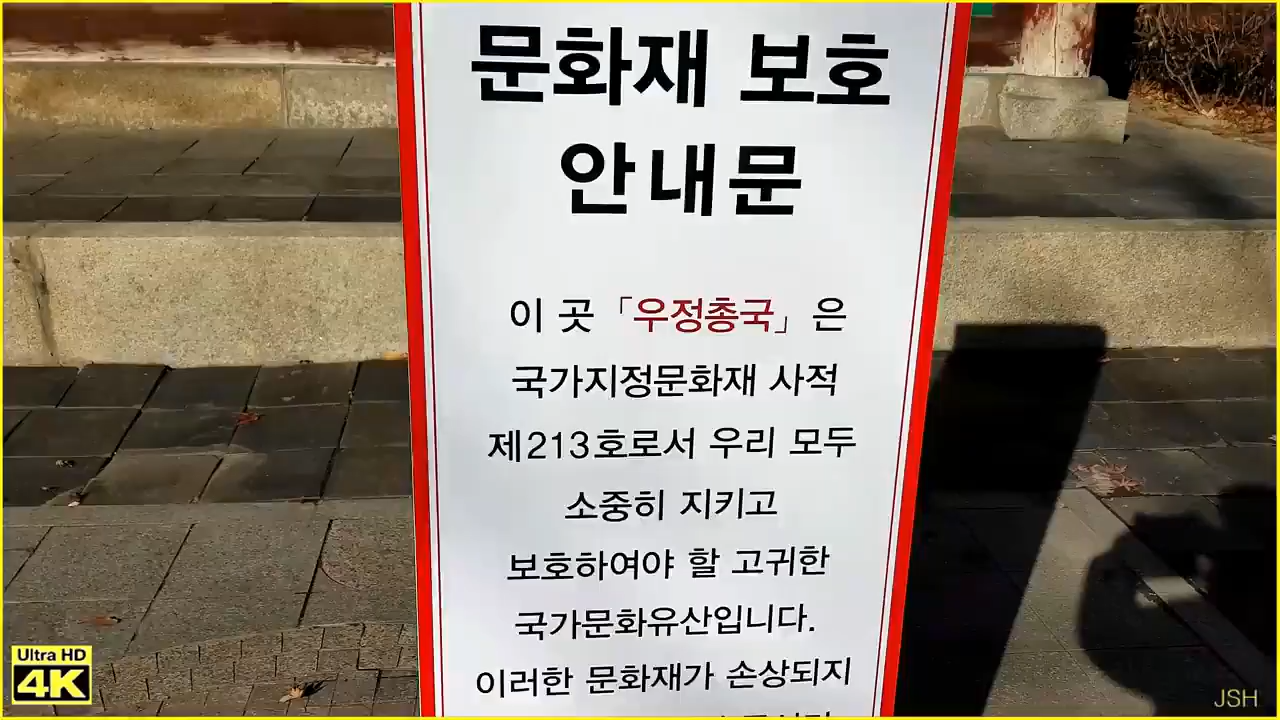 문화재 보호
안내문
이 곳 「우정총국」은
국가지정문화재 사적
제213호로서 우리 모두
소중히 지키고
보호하여야 할 고귀한
국가문화유산입니다.
이러한 문화재가 손상되지
Ultra HD
4K
JSH